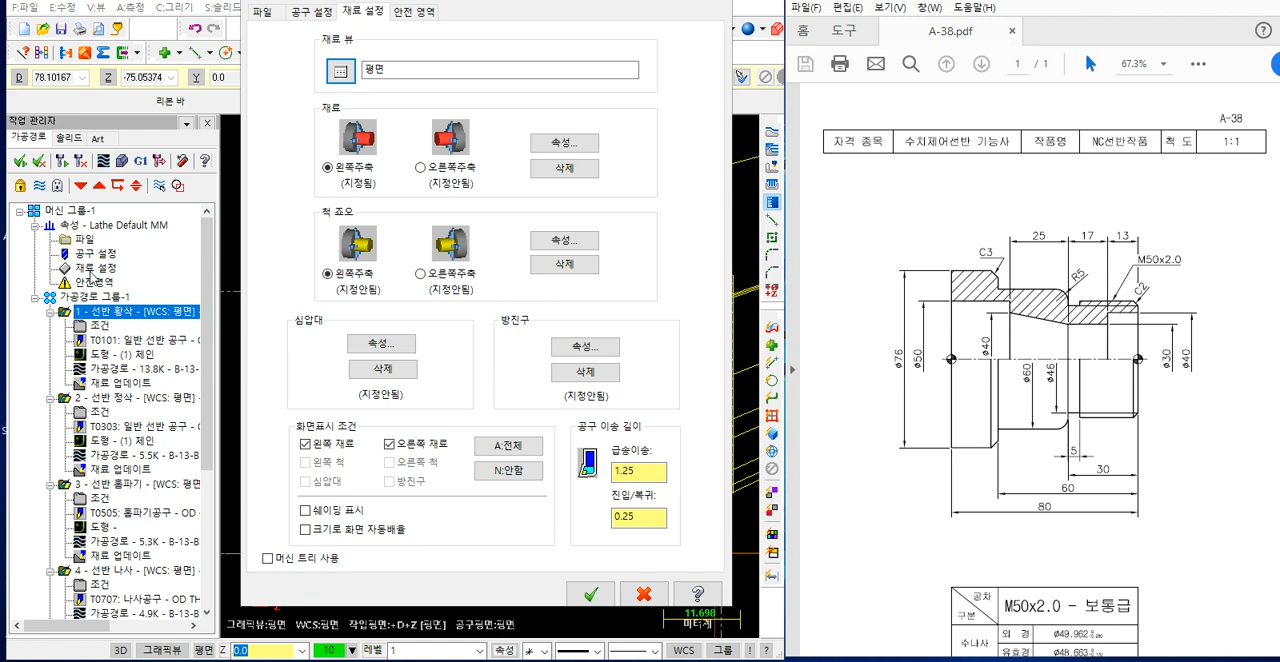 F:파일 E:수정 V:뷰 A:측정 C:그리기 S:솔리드
D 78.10167 Z -75.05374 Y 0.0
리본 바
작업 관리자
가공경로 솔리드 Art
G1
머신 그룹-1
속성 - Lathe Default MM
파일
공구 설정
재료 설정
안전영역
가공경로 그룹-1
1 - 선반 황삭 - [WCS: 평면]
조건
T0101: 일반 선반 공구 -
도형 - (1) 체인
가공경로 - 13.8K - B-13-
재료 업데이트
2 - 선반 정삭 - [WCS: 평면]
조건
T0303: 일반 선반 공구 -
도형 - (1) 체인
가공경로 - 5.5K - B-13-B
재료 업데이트
3 - 선반 홈파기 - [WCS: 평면
조건
T0505: 홈파기공구 - OD
도형 -
가공경로 - 5.3K - B-13-B
재료 업데이트
4 - 선반 나사 - [WCS: 평면]
조건
T0707: 나사공구 - OD TH
가공경로 - 4.9K - B-13-B
파일 공구 설정 재료 설정 안전 영역
재료 뷰
평면
재료
왼쪽주축 오른쪽주축
(지정됨) (지정안됨)
속성...
삭제
척 죠오
왼쪽주축 오른쪽주축
(지정안됨) (지정안됨)
속성...
삭제
심압대 방진구
속성... 속성...
삭제 삭제
(지정안됨) (지정안됨)
화면표시 조건
왼쪽 재료 오른쪽 재료 A:전체
왼쪽 척 오른쪽 척 N:안함
심압대 방진구
쉐이딩 표시
크기로 화면 자동배율
공구 이송 길이
급송이송:
1.25
진입/복귀:
0.25
머신 트리 사용
11.698
미터계
그래픽뷰:평면 WCS:평면 작업평면:+D+Z [평면] 공구평면:평면
3D 그래픽뷰 평면 Z 0.0 10 레벨 1 속성 WCS 그룹 ! ?
파일(F) 편집(E) 보기(V) 창(W) 도움말(H)
홈 도구 A-38.pdf ×
1 / 1 67.3%
A-38
자격 종목 수치제어선반 기능사 작품명 NC선반작품 척 도 1:1
25 17 13
C3 M50x2.0
R5 C2
ø76 ø50 ø40 ø60 ø46 ø30 ø40
5
30
60
80
공차
구분
M50x2.0 - 보통급
수나사
외 경 ø49.962
유효경 ø48.663